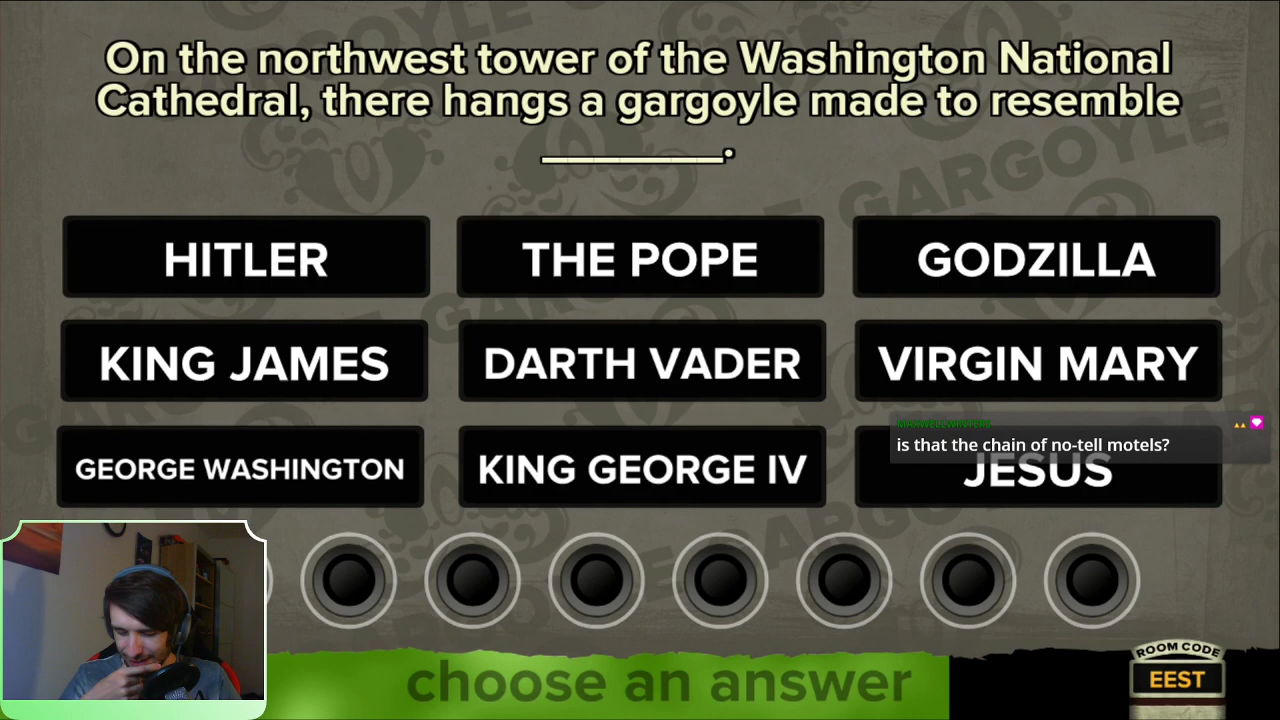 On the northwest tower of the Washington National
Cathedral, there hangs a gargoyle made to resemble
__________.
HITLER
THE POPE
GODZILLA
KING JAMES
DARTH VADER
VIRGIN MARY
is that the chain of no-tell motels?
GEORGE WASHINGTON
KING GEORGE IV
JESUS
choose an answer
ROOM CODE
EEST
GARGOYLE